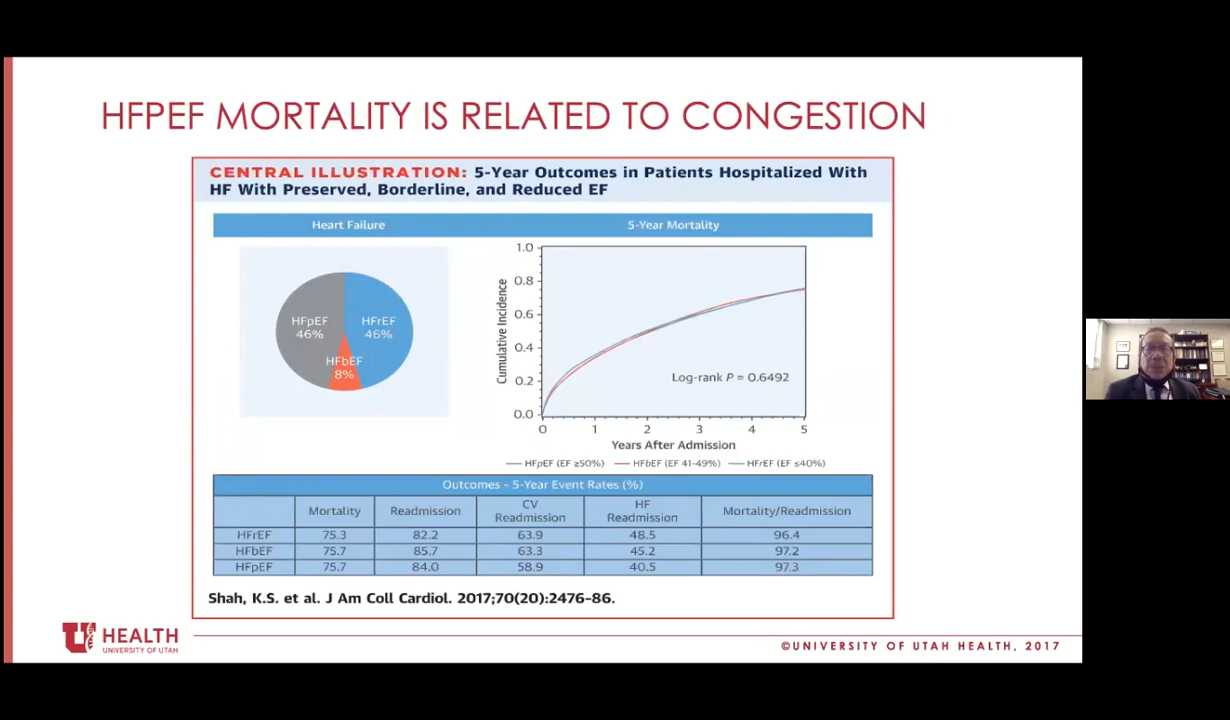 HFPEF MORTALITY IS RELATED TO CONGESTION
CENTRAL ILLUSTRATION: 5-Year Outcomes in Patients Hospitalized With
HF With Preserved, Borderline, and Reduced EF
Heart Failure
5-Year Mortality
HFpEF
46%
HFrEF
46%
HFbEF
8%
Cumulative Incidence
1.0
0.8
0.6
0.4
0.2
0.0
Log-rank P = 0.6492
0 1 2 3 4 5
Years After Admission
HFpEF (EF ≥50%) HFbEF (EF 41-49%) HFrEF (EF ≤40%)
Outcomes - 5-Year Event Rates (%)
Mortality Readmission CV Readmission HF Readmission Mortality/Readmission
HFrEF 75.3 82.2 63.9 48.5 96.4
HFbEF 75.7 85.7 63.3 45.2 97.2
HFpEF 75.7 84.0 58.9 40.5 97.3
Shah, K.S. et al. J Am Coll Cardiol. 2017;70(20):2476-86.
U HEALTH
UNIVERSITY OF UTAH
©UNIVERSITY OF UTAH HEALTH, 2017